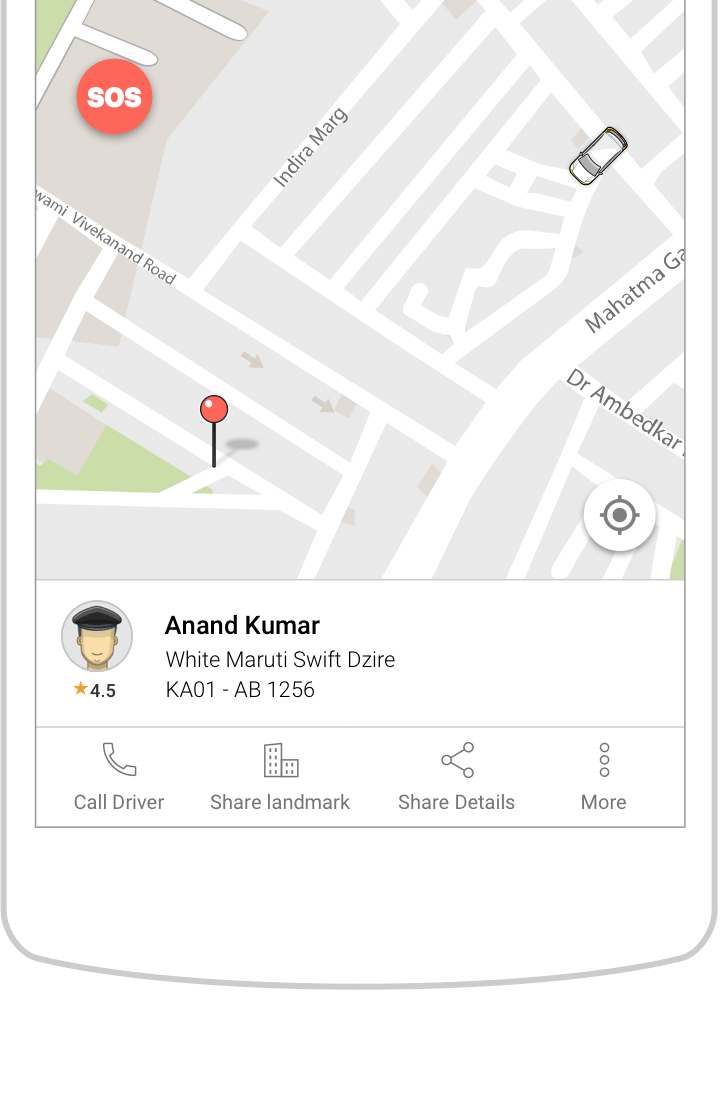 SOS
Indira Marg
wami Vivekanand Road
Mahatma Ga
Dr Ambedkar
Anand Kumar
White Maruti Swift Dzire
4.5
KA01 - AB 1256
Call Driver
Share landmark
Share Details
More